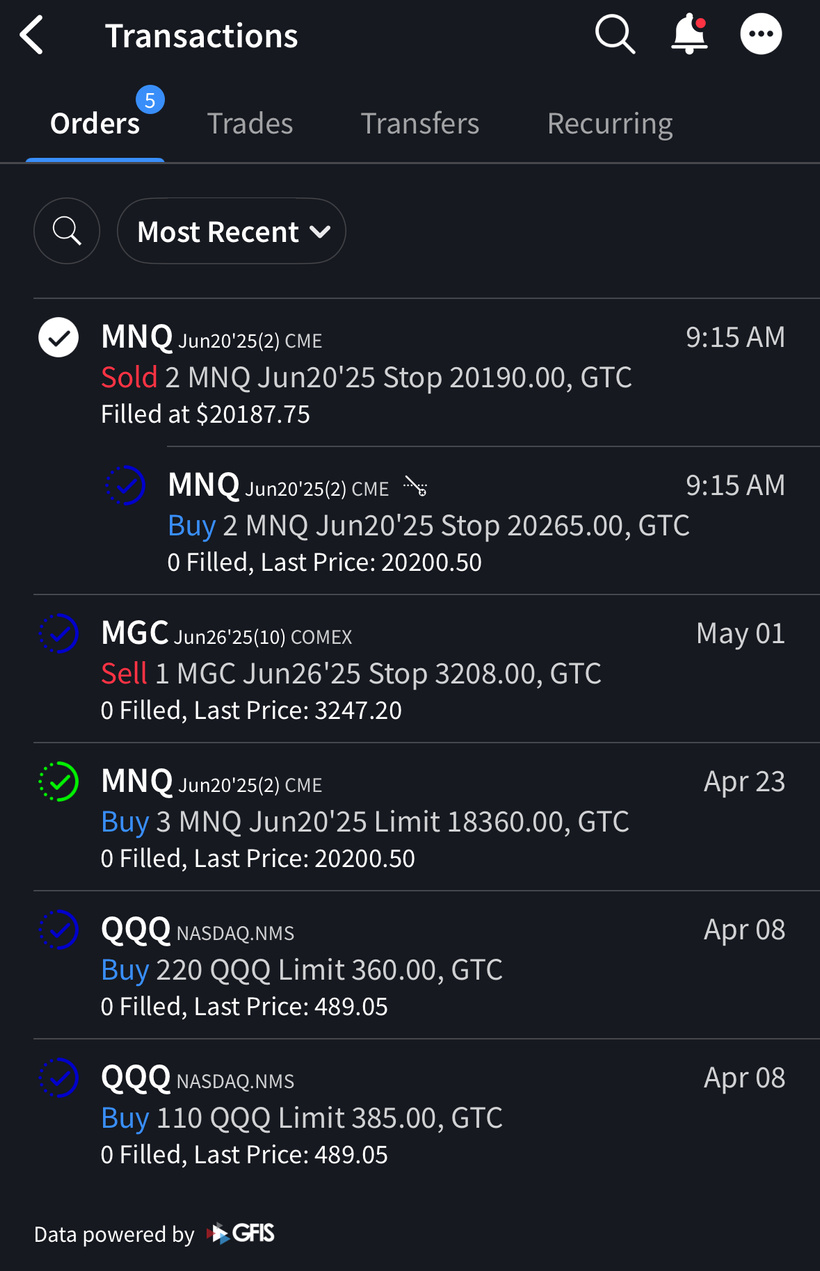 Transactions
5
Orders Trades Transfers Recurring
Most Recent
MNQ Jun20'25(2) CME 9:15 AM
Sold 2 MNQ Jun20'25 Stop 20190.00, GTC
Filled at $20187.75
MNQ Jun20'25(2) CME 9:15 AM
Buy 2 MNQ Jun20'25 Stop 20265.00, GTC
0 Filled, Last Price: 20200.50
MGC Jun26'25(10) COMEX May 01
Sell 1 MGC Jun26'25 Stop 3208.00, GTC
0 Filled, Last Price: 3247.20
MNQ Jun20'25(2) CME Apr 23
Buy 3 MNQ Jun20'25 Limit 18360.00, GTC
0 Filled, Last Price: 20200.50
QQQ NASDAQ.NMS Apr 08
Buy 220 QQQ Limit 360.00, GTC
0 Filled, Last Price: 489.05
QQQ NASDAQ.NMS Apr 08
Buy 110 QQQ Limit 385.00, GTC
0 Filled, Last Price: 489.05
Data powered by GFIS